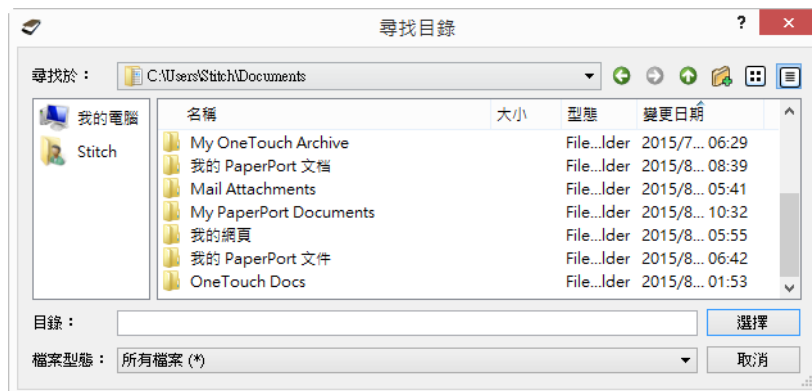 尋找目錄 ?
尋找於： C:\Users\Stitch\Documents
我的電腦
Stitch
名稱 大小 型態 變更日期
My OneTouch Archive File...lder 2015/7... 06:29
我的 PaperPort 文檔 File...lder 2015/8... 08:39
Mail Attachments File...lder 2015/8... 05:41
My PaperPort Documents File...lder 2015/8... 10:32
我的網頁 File...lder 2015/8... 05:55
我的 PaperPort 文件 File...lder 2015/8... 06:42
OneTouch Docs File...lder 2015/8... 01:53
目錄： 選擇
檔案型態： 所有檔案 (*) 取消